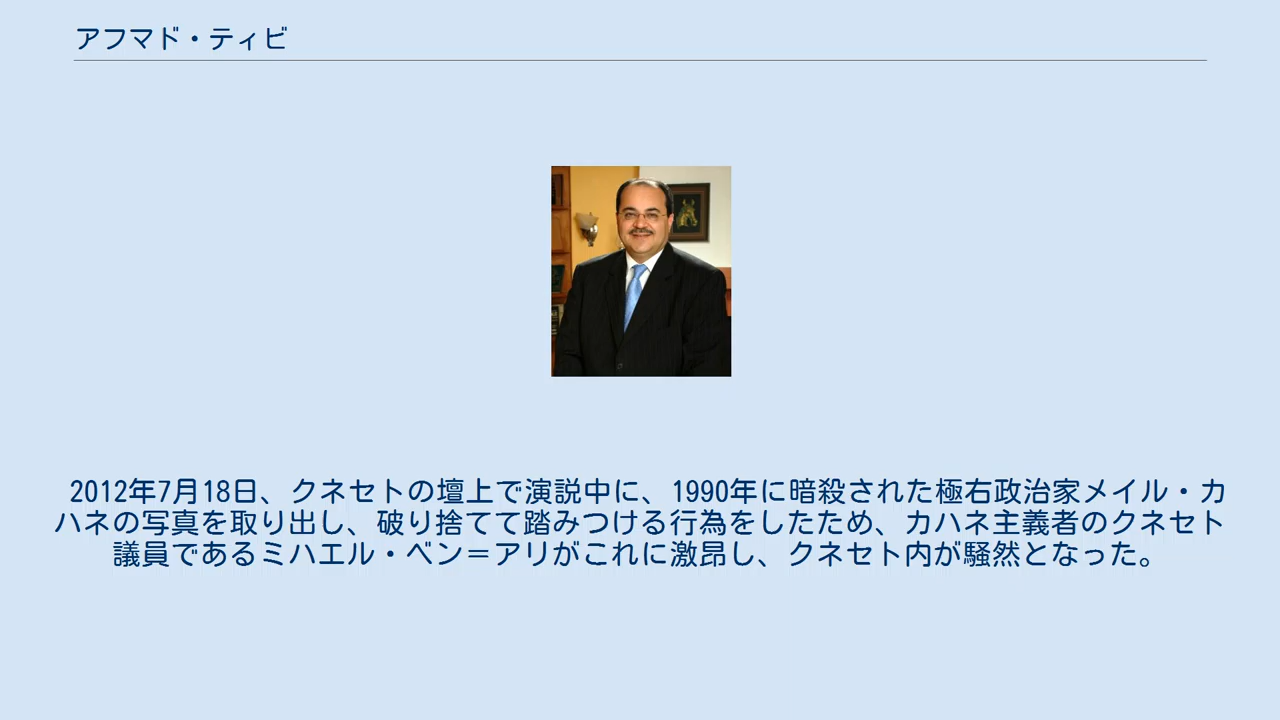 アフマド・ティビ
2012年7月18日、クネセトの壇上で演説中に、1990年に暗殺された極右政治家メイル・カ
ハネの写真を取り出し、破り捨てて踏みつける行為をしたため、カハネ主義者のクネセト
議員であるミハエル・ベン＝アリがこれに激昂し、クネセト内が騒然となった。